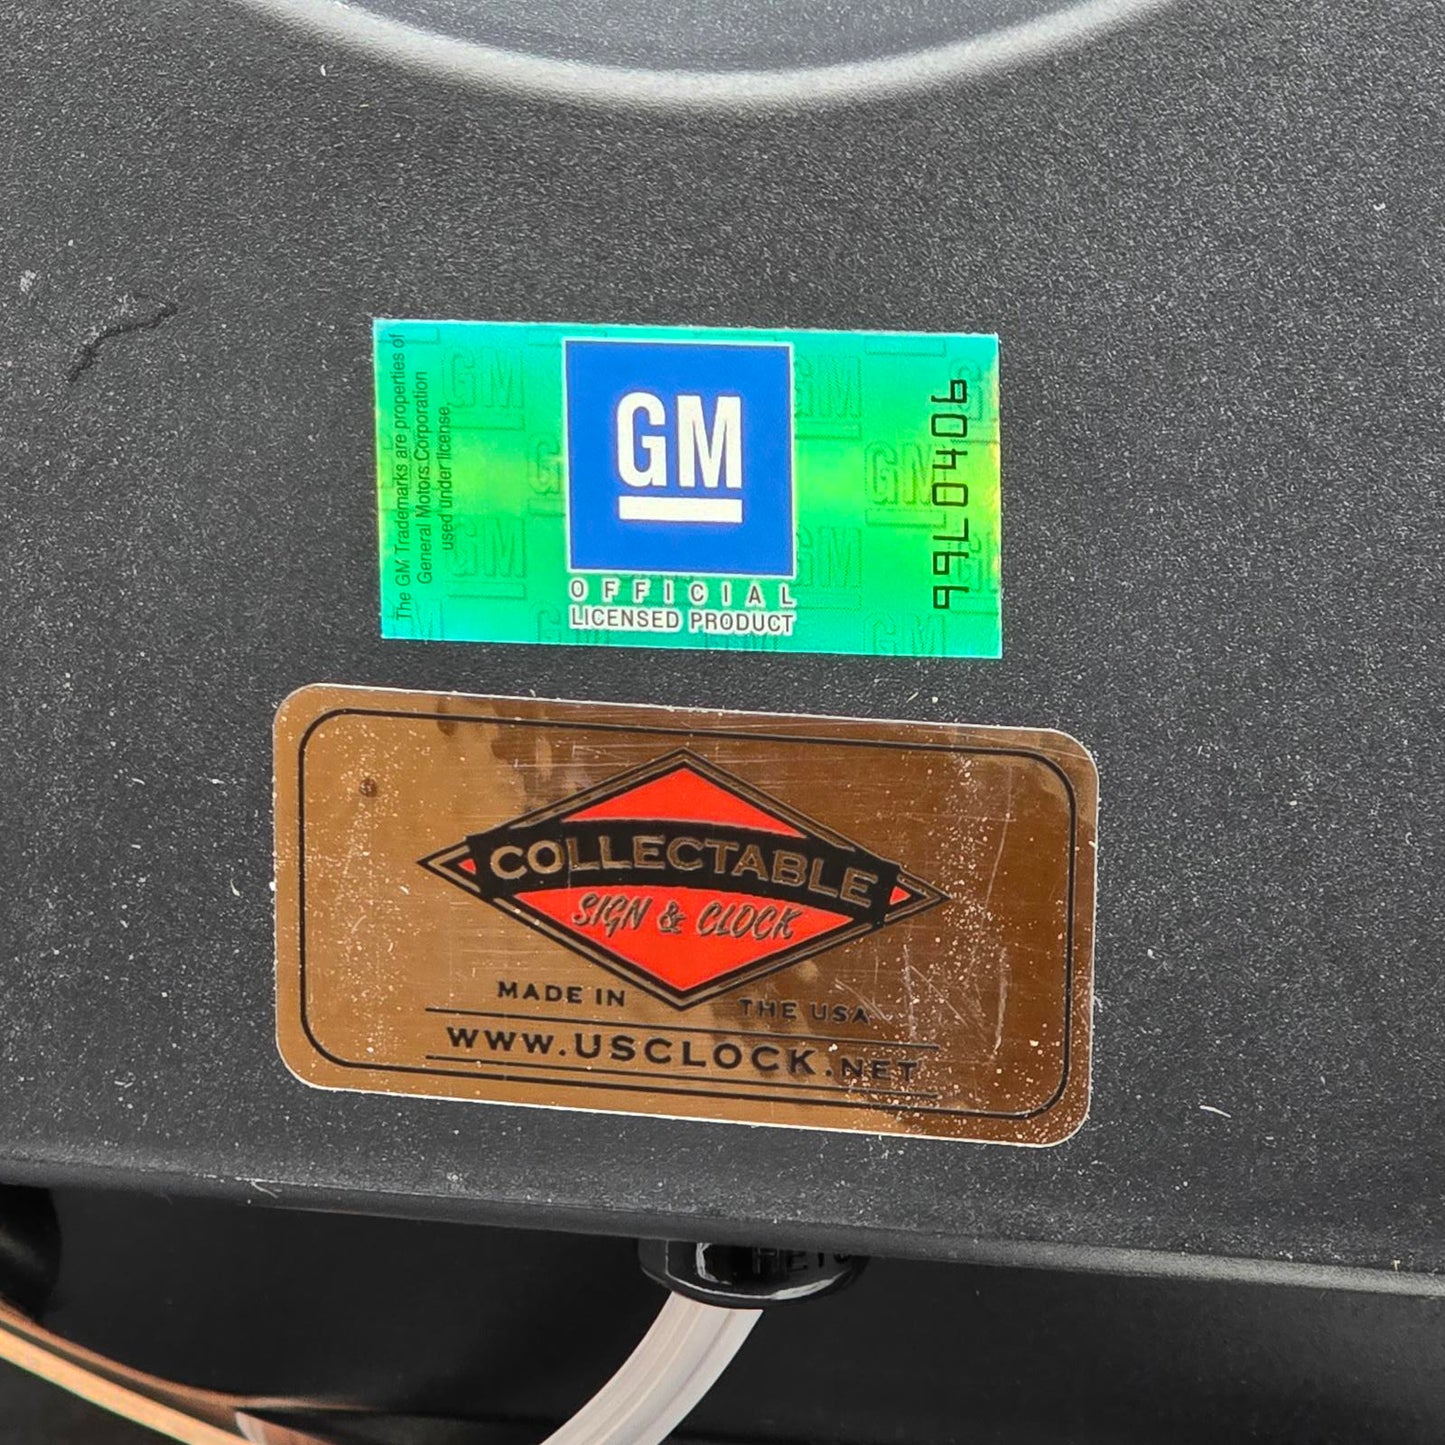 The GM Trademarks are properties of
General Motors Corporation
used under license
GM
OFFICIAL
LICENSED PRODUCT
9040766
COLLECTABLE
SIGN & CLOCK
MADE IN THE USA
WWW.USCLOCK.NET